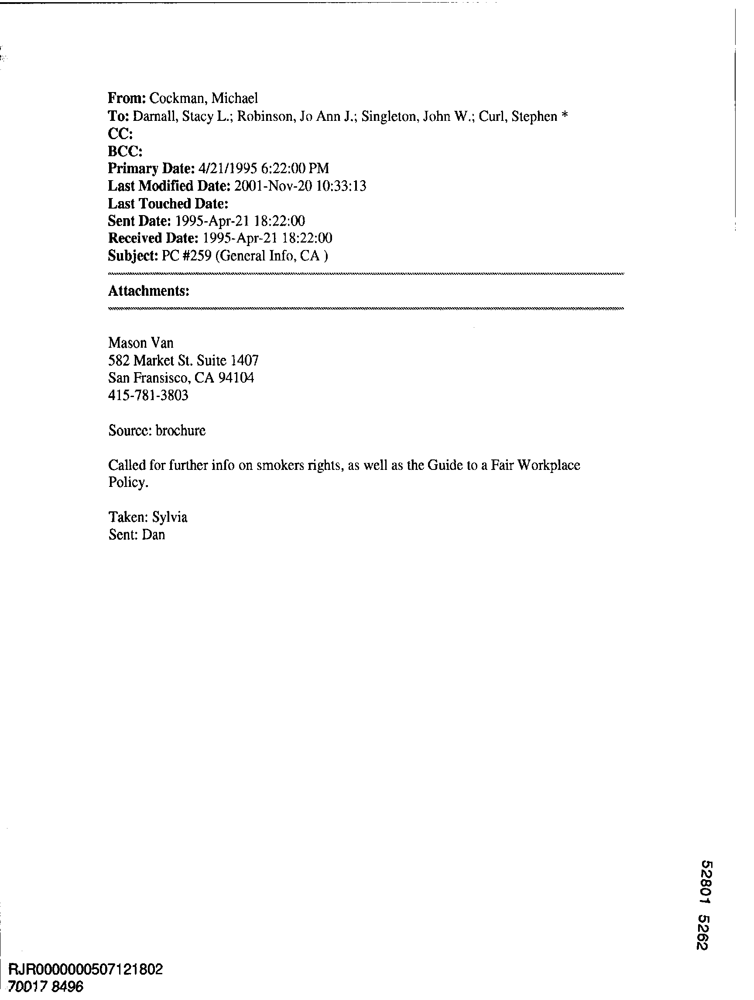 From: Cockman, Michael
To: Darnall, Stacy L.; Robinson, Jo Ann J.; Singleton, John W.; Curl, Stephen *
CC:
BCC:
Primary Date: 4/21/1995 6:22:00 PM
Last Modified Date: 2001-Nov-20 10:33:13
Last Touched Date:
Sent Date: 1995-Apr-21 18:22:00
Received Date: 1995-Apr-21 18:22:00
Subject: PC #259 (General Info, CA )
Attachments:
Mason Van
582 Market St. Suite 1407
San Fransisco, CA 94104
415-781-3803
Source: brochure
Called for further info on smokers rights, as well as the Guide to a Fair Workplace
Policy.
Taken: Sylvia
Sent: Dan
52801 5262
RJR0000000507121802
70017 8496